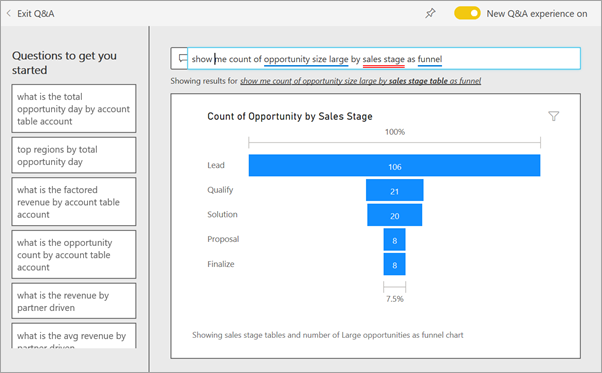 Exit Q&A
New Q&A experience on
Questions to get you
started
what is the total
opportunity day by account
table account
top regions by total
opportunity day
what is the factored
revenue by account table
account
what is the opportunity
count by account table
account
what is the revenue by
partner driven
what is the avg revenue by
partner driven
show me count of opportunity size large by sales stage as funnel
Showing results for show me count of opportunity size large by sales stage table as funnel
Count of Opportunity by Sales Stage
100%
Lead 106
Qualify 21
Solution 20
Proposal 8
Finalize 8
7.5%
Showing sales stage tables and number of Large opportunities as funnel chart